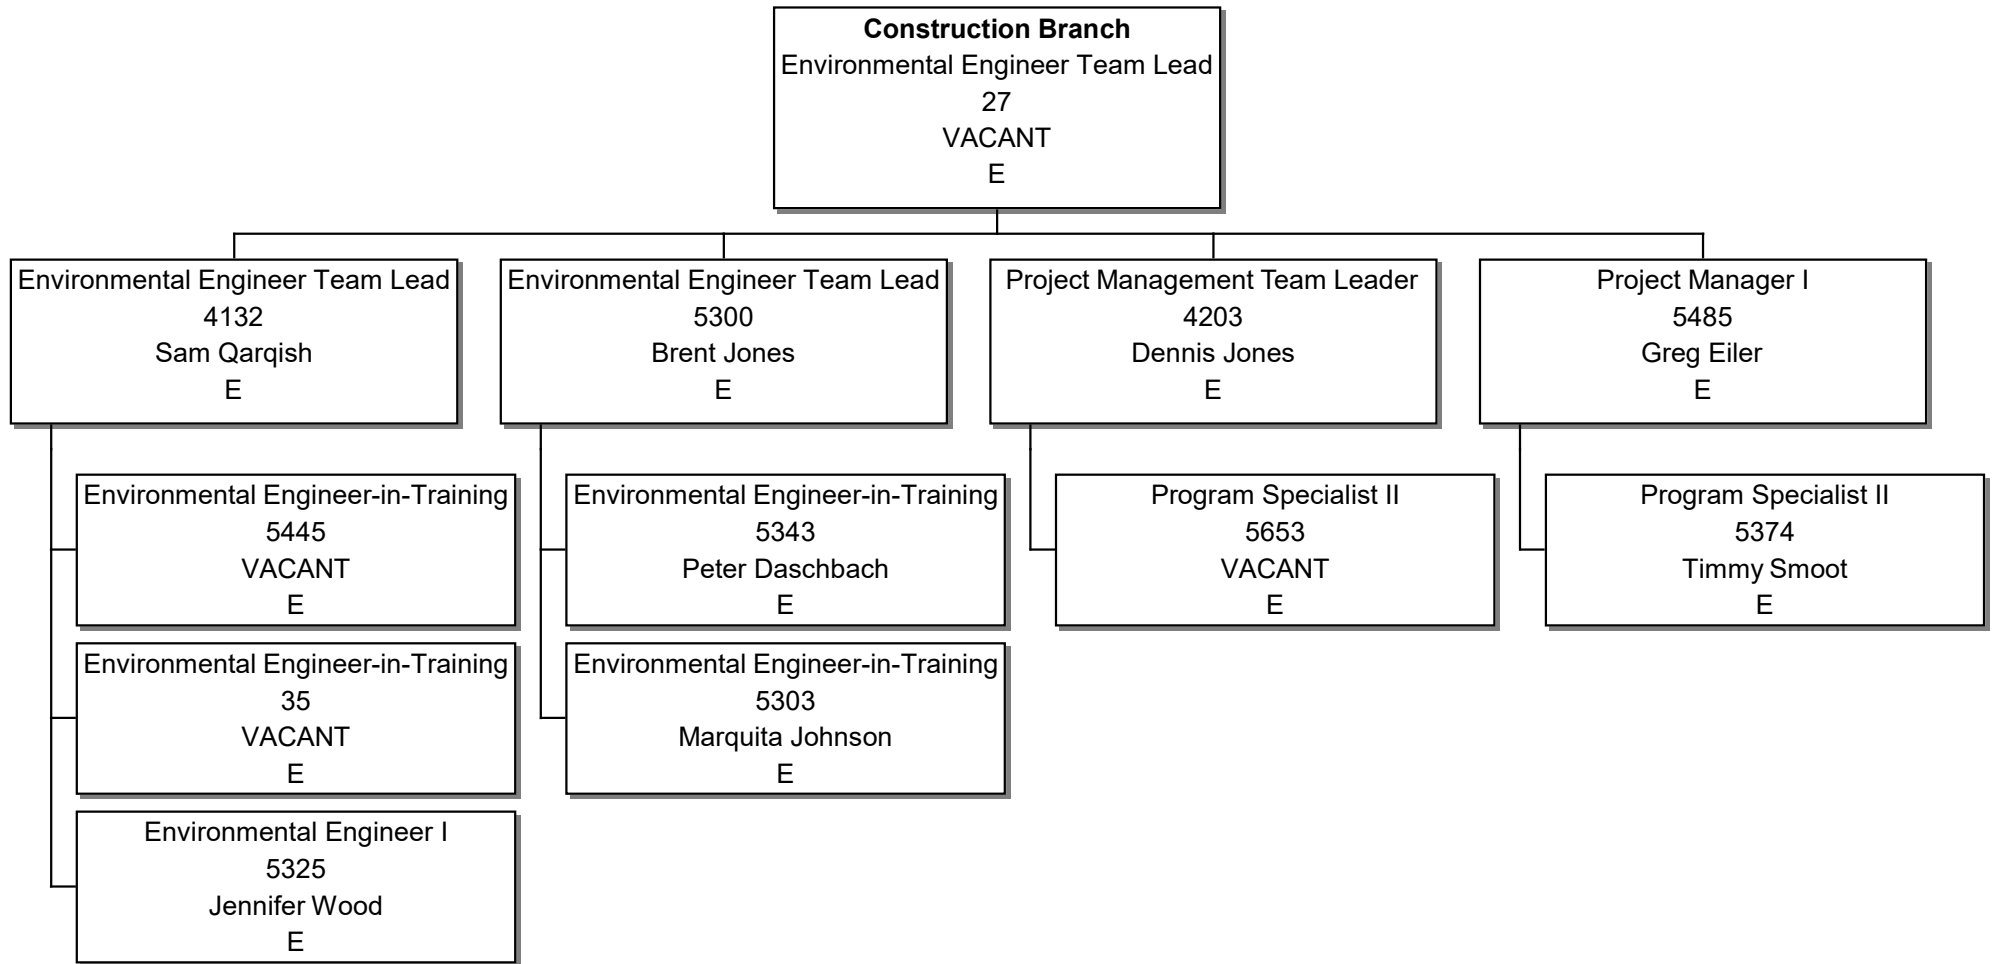 Construction Branch
Environmental Engineer Team Lead
27
VACANT
E
Environmental Engineer Team Lead
4132
Sam Qarqish
E
Environmental Engineer Team Lead
5300
Brent Jones
E
Project Management Team Leader
4203
Dennis Jones
E
Project Manager I
5485
Greg Eiler
E
Environmental Engineer-in-Training
5445
VACANT
E
Environmental Engineer-in-Training
35
VACANT
E
Environmental Engineer I
5325
Jennifer Wood
E
Environmental Engineer-in-Training
5343
Peter Daschbach
E
Environmental Engineer-in-Training
5303
Marquita Johnson
E
Program Specialist II
5653
VACANT
E
Program Specialist II
5374
Timmy Smoot
E